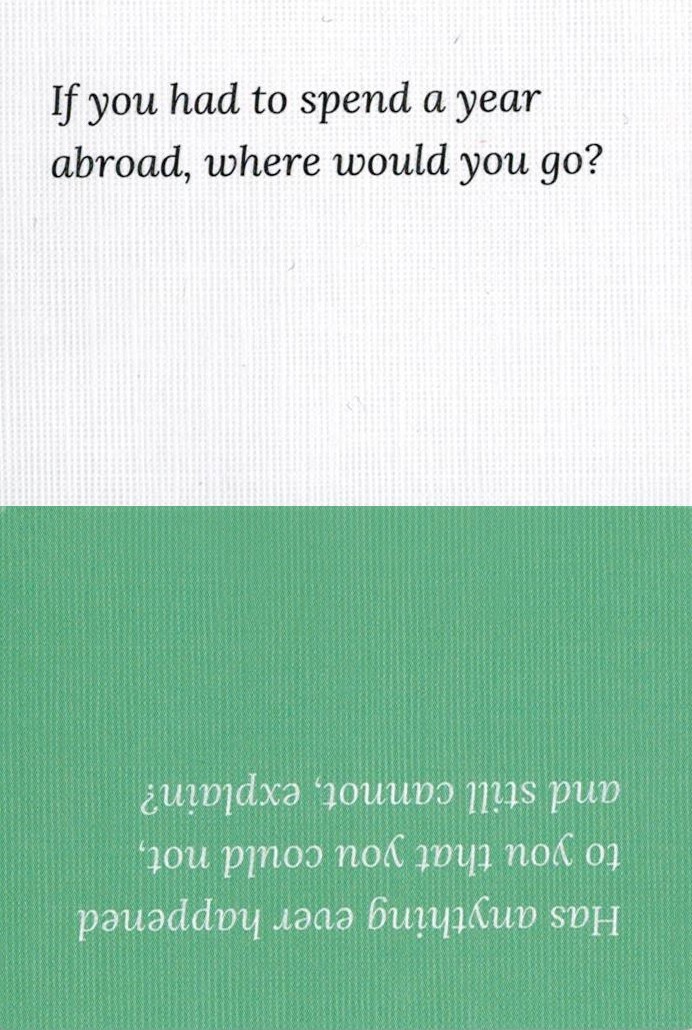 If you had to spend a year
abroad, where would you go?
Has anything ever happened
to you that you could not,
and still cannot, explain?